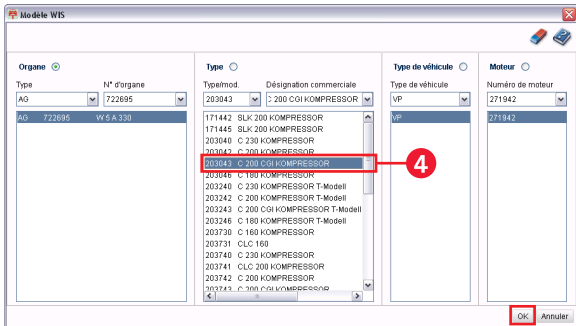 Modèle WIS
Organe
Type
Type de véhicule
Moteur
Type
N° d'organe
Type/mod.
Désignation commerciale
Type de véhicule
Numéro de moteur
AG
722695
203043
200 CGI KOMPRESSOR
VP
271942
AG 722695 W 5 A 330
171442 SLK 200 KOMPRESSOR
171445 SLK 200 KOMPRESSOR
203040 C 230 KOMPRESSOR
203042 C 200 KOMPRESSOR
203043 C 200 CGI KOMPRESSOR
203046 C 180 KOMPRESSOR
203240 C 230 KOMPRESSOR T-Modell
203242 C 200 KOMPRESSOR T-Modell
203243 C 200 CGI KOMPRESSOR T-Modell
203246 C 180 KOMPRESSOR T-Modell
203730 C 160 KOMPRESSOR
203731 CLC 160
203740 C 230 KOMPRESSOR
203741 CLC 200 KOMPRESSOR
203742 C 200 KOMPRESSOR
203743 C 200 CGI KOMPRESSOR
VP
271942
4
OK
Annuler